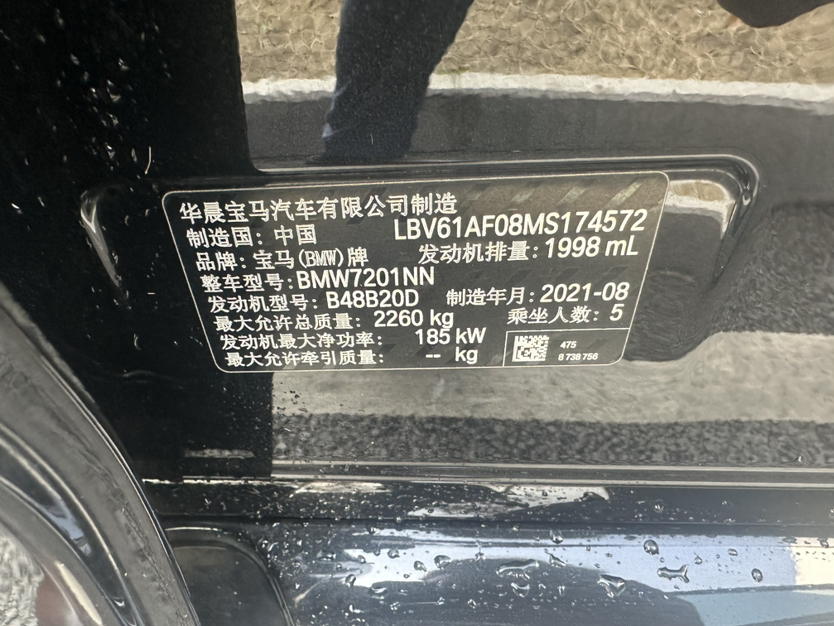 华晨宝马汽车有限公司制造
制造国: 中国 LBV61AF08MS174572
品牌: 宝马(BMW)牌 发动机排量: 1998 mL
整车型号: BMW7201NN
发动机型号: B48B20D 制造年月: 2021-08
最大允许总质量: 2260 kg 乘坐人数: 5
发动机最大净功率: 185 kW
最大允许牵引质量: -- kg
475
8 738 756